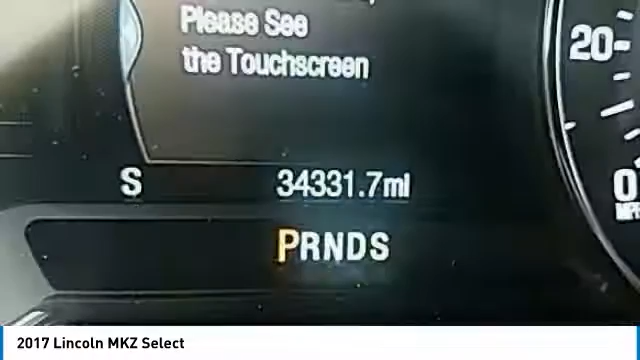 Please See
the Touchscreen
20
S
34331.7mi
0
PRNDS
2017 Lincoln MKZ Select